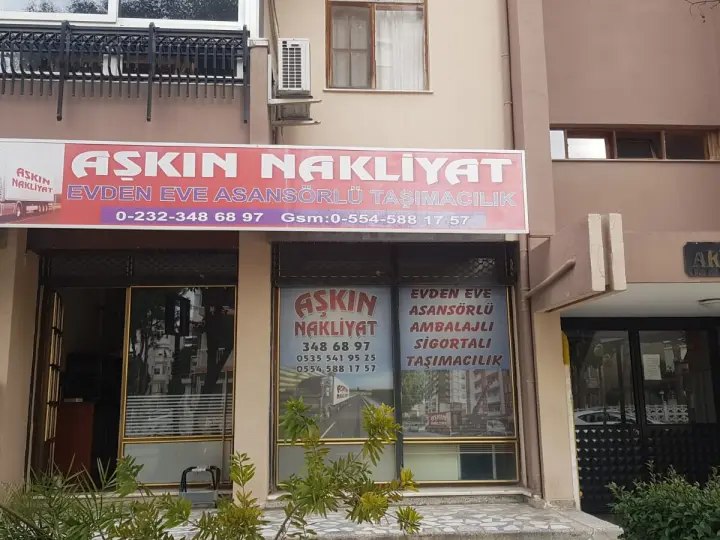 AŞKIN
NAKLİYAT
AŞKIN NAKLİYAT
EVDEN EVE ASANSÖRLÜ TAŞIMACILIK
0-232-348 68 97 Gsm:0-554-588 17 57
AŞKIN
NAKLİYAT
348 68 97
0535 541 95 25
0554 588 17 57
EVDEN EVE
ASANSÖRLÜ
AMBALAJLI
SİGORTALI
TAŞIMACILIK
AK